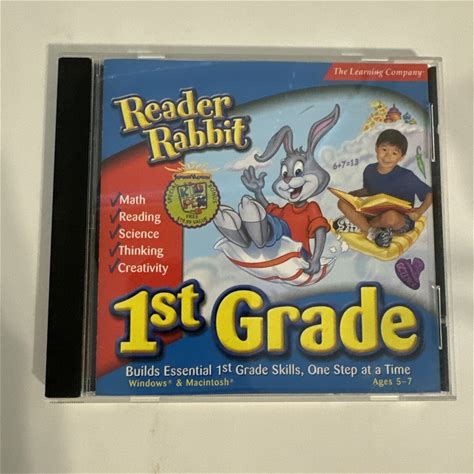 The Learning Company®
Reader
Rabbit®
6+7=13
✓Math
✓Reading
✓Science
✓Thinking
✓Creativity
FREE
1st Grade
Builds Essential 1st Grade Skills, One Step at a Time
Windows® & Macintosh®
Ages 5-7